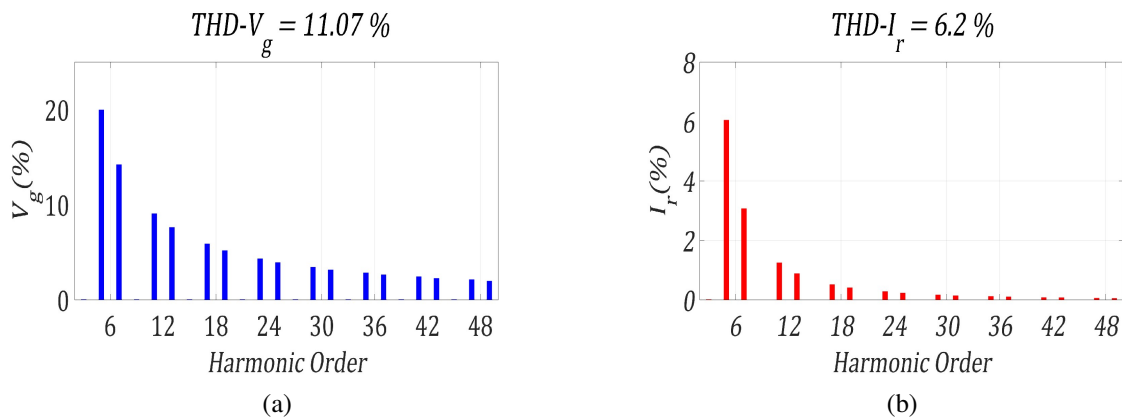 THD-V_g = 11.07 %
20
10
0
V_g(%)
6 12 18 24 30 36 42 48
Harmonic Order
(a)
THD-I_r = 6.2 %
8
6
4
2
0
I_r(%)
6 12 18 24 30 36 42 48
Harmonic Order
(b)